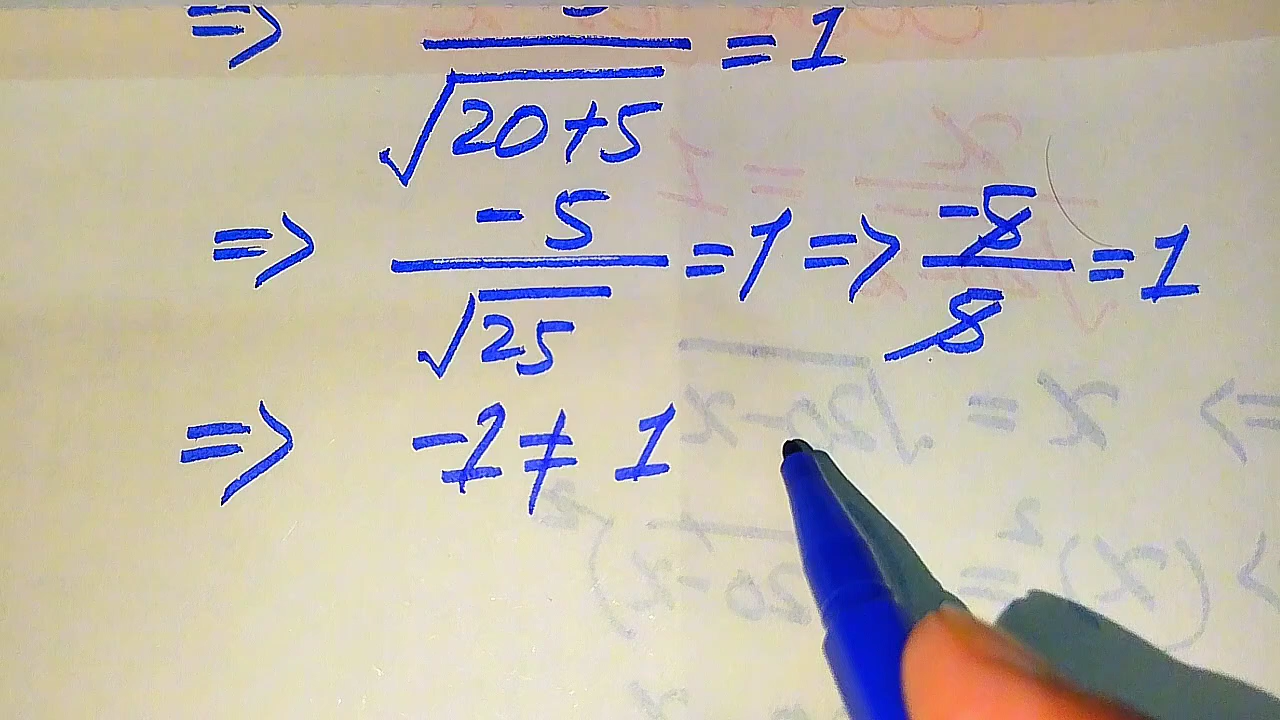 => ‾ / √(20+5) = 1
=> -5 / √25 = 1 => -5 / 5 = 1
=> -1 ≠ 1